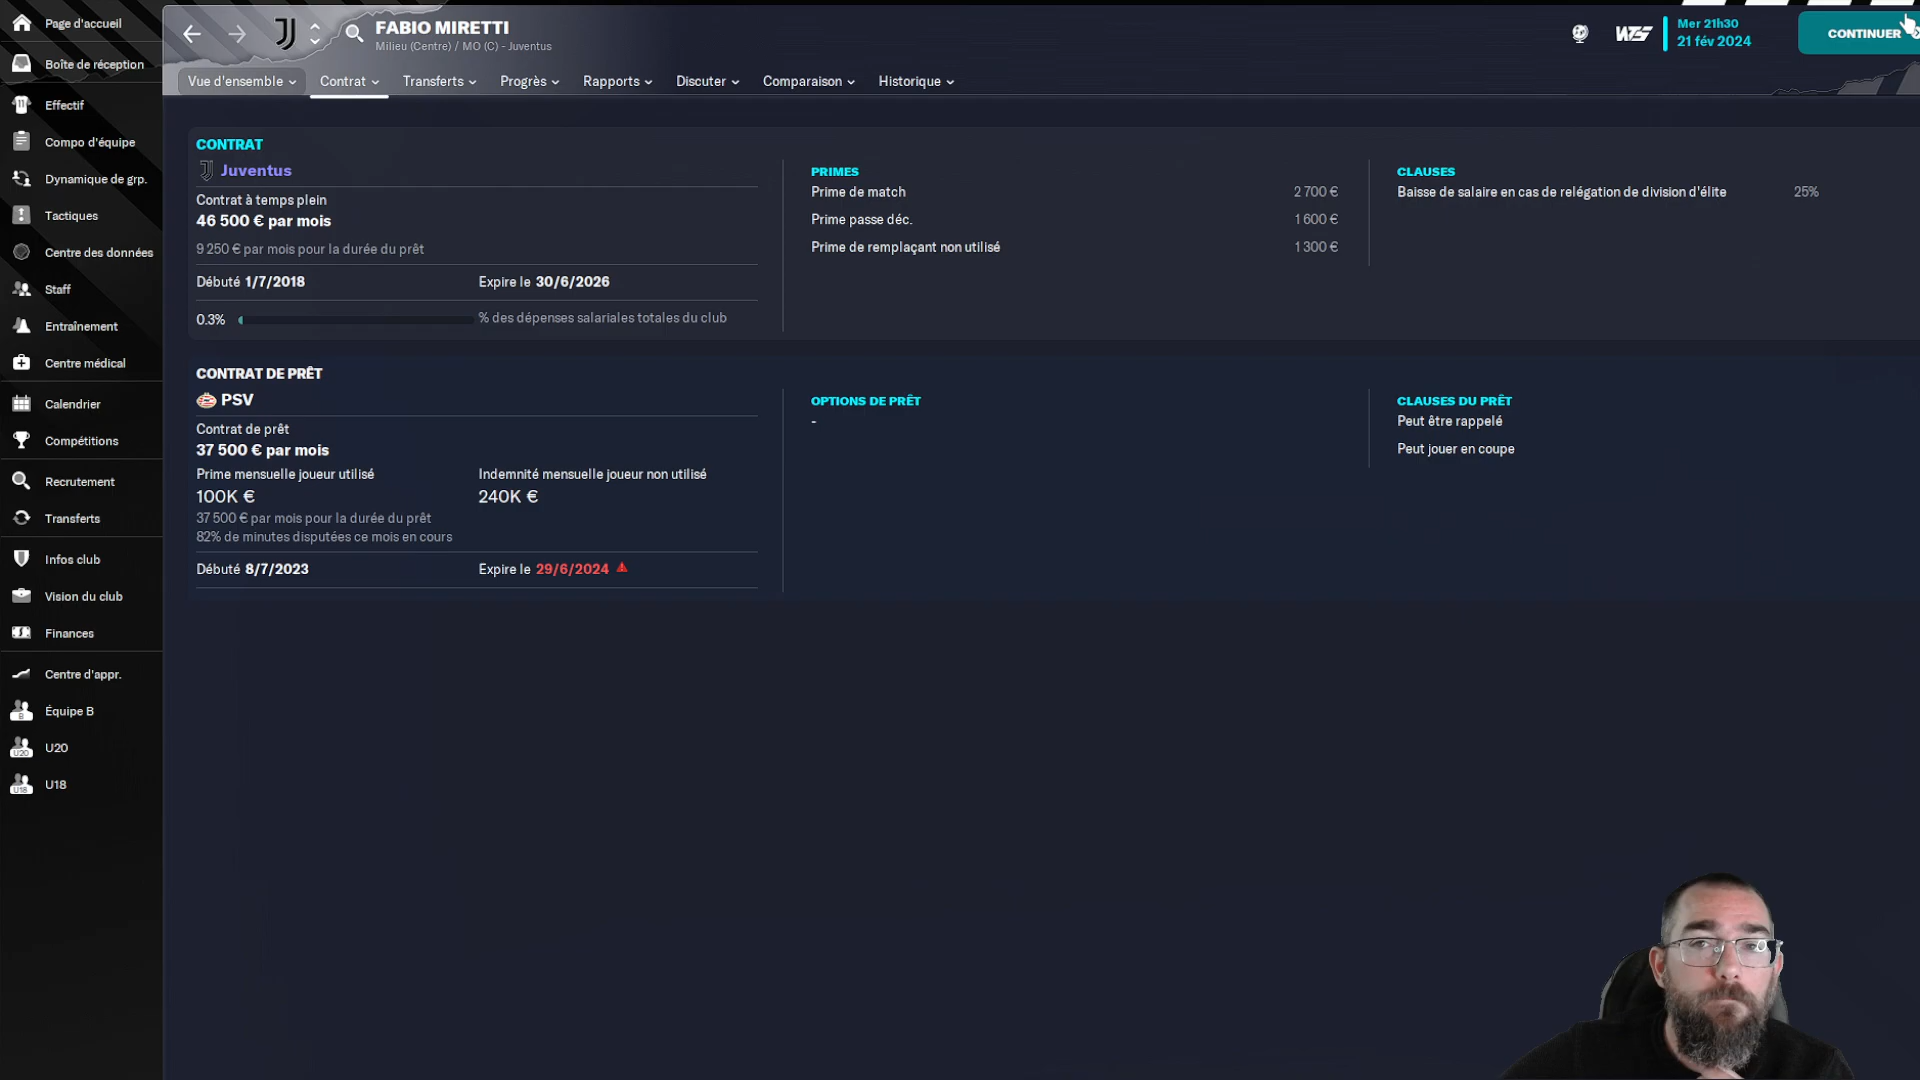 Page d'accueil
Boîte de réception
Effectif
Compo d'équipe
Dynamique de grp.
Tactiques
Centre des données
Staff
Entraînement
Centre médical
Calendrier
Compétitions
Recrutement
Transferts
Infos club
Vision du club
Finances
Centre d'appr.
Équipe B
U20
U18
FABIO MIRETTI
Milieu (Centre) / MO (C) - Juventus
Mer 21h30
21 fév 2024
CONTINUER
Vue d'ensemble
Contrat
Transferts
Progrès
Rapports
Discuter
Comparaison
Historique
CONTRAT
Juventus
Contrat à temps plein
46 500 € par mois
9 250 € par mois pour la durée du prêt
Débuté 1/7/2018 Expire le 30/6/2026
0.3% % des dépenses salariales totales du club
PRIMES
Prime de match 2 700 €
Prime passe déc. 1 600 €
Prime de remplaçant non utilisé 1 300 €
CLAUSES
Baisse de salaire en cas de relégation de division d'élite 25%
CONTRAT DE PRÊT
PSV
Contrat de prêt
37 500 € par mois
Prime mensuelle joueur utilisé Indemnité mensuelle joueur non utilisé
100K € 240K €
37 500 € par mois pour la durée du prêt
82% de minutes disputées ce mois en cours
Débuté 8/7/2023 Expire le 29/6/2024
OPTIONS DE PRÊT
-
CLAUSES DU PRÊT
Peut être rappelé
Peut jouer en coupe